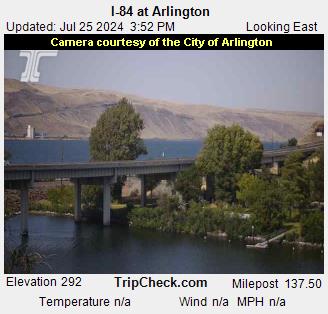 I-84 at Arlington
Updated: Jul 25 2024 3:52 PM Looking East
Camera courtesy of the City of Arlington
Elevation 292 TripCheck.com Milepost 137.50
Temperature n/a Wind n/a MPH n/a